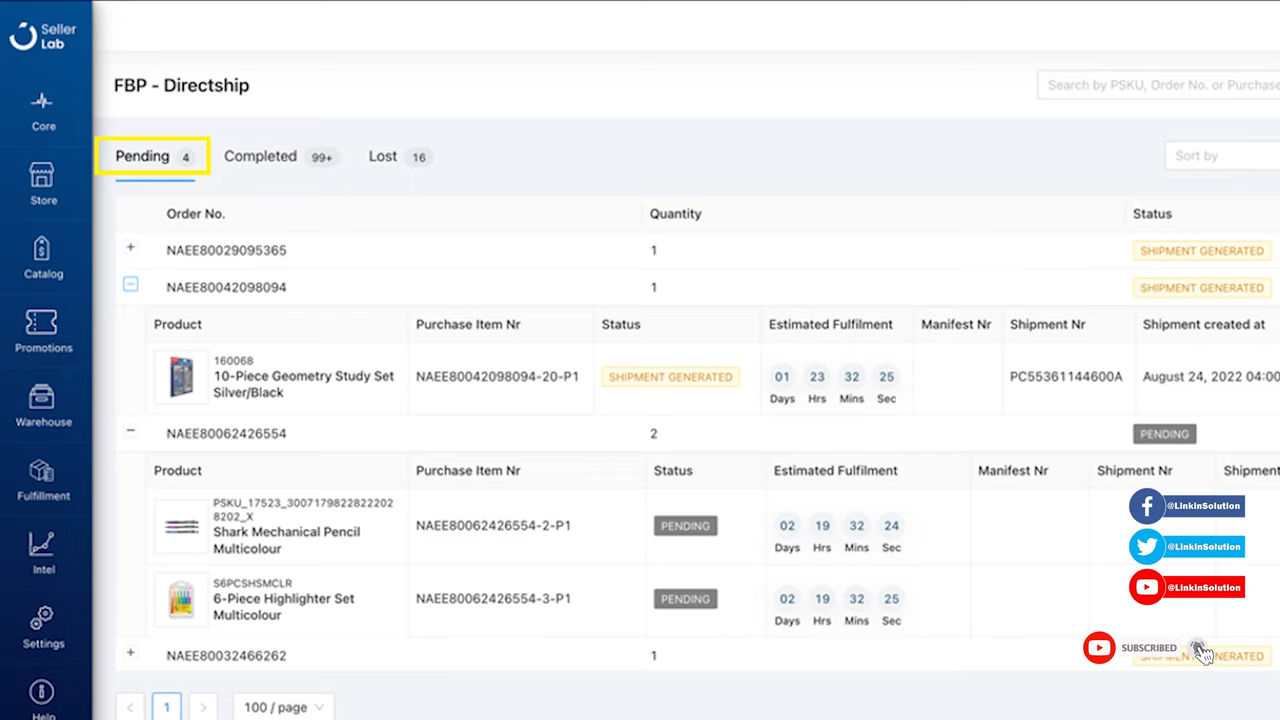 Seller
Lab
Core
Store
Catalog
Promotions
Warehouse
Fulfillment
Intel
Settings
Help
FBP - Directship
Search by PSKU, Order No. or Purchase
Pending 4
Completed 99+
Lost 16
Sort by
Order No. Quantity Status
+ NAEE80029095365 1 SHIPMENT GENERATED
NAEE80042098094 1 SHIPMENT GENERATED
Product Purchase Item Nr Status Estimated Fulfilment Manifest Nr Shipment Nr Shipment created at
160068
10-Piece Geometry Study Set
Silver/Black
NAEE80042098094-20-P1 SHIPMENT GENERATED 01 23 32 25
Days Hrs Mins Sec
PC55361144600A August 24, 2022 04:00
NAEE80062426554 2 PENDING
Product Purchase Item Nr Status Estimated Fulfilment Manifest Nr Shipment Nr Shipment
PSKU_17523_3007179822822202
8202_X
Shark Mechanical Pencil
Multicolour
NAEE80062426554-2-P1 PENDING 02 19 32 24
Days Hrs Mins Sec
S6PCSHSMCLR
6-Piece Highlighter Set
Multicolour
NAEE80062426554-3-P1 PENDING 02 19 32 25
Days Hrs Mins Sec
+ NAEE80032466262 1
@LinkinSolution
@LinkinSolution
@LinkinSolution
SUBSCRIBED
< 1 > 100 / page